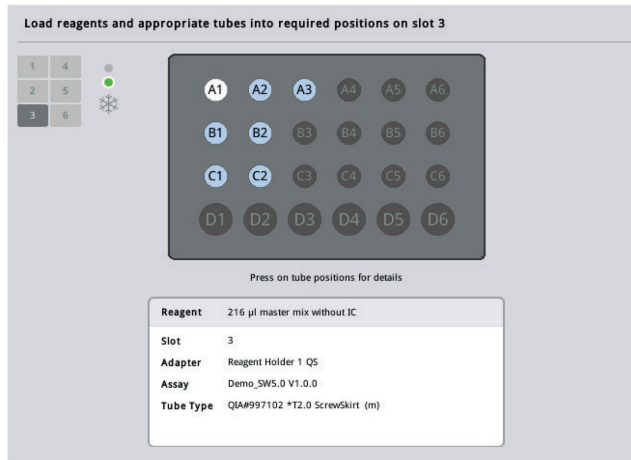 Load reagents and appropriate tubes into required positions on slot 3
1 4
2 5
3 6
A1 A2 A3 A4 A5 A6
B1 B2 B3 B4 B5 B6
C1 C2 C3 C4 C5 C6
D1 D2 D3 D4 D5 D6
Press on tube positions for details
Reagent 216 µl master mix without IC
Slot 3
Adapter Reagent Holder 1 QS
Assay Demo_SW5.0 V1.0.0
Tube Type QIA#997102 *T2.0 ScrewSkirt (m)